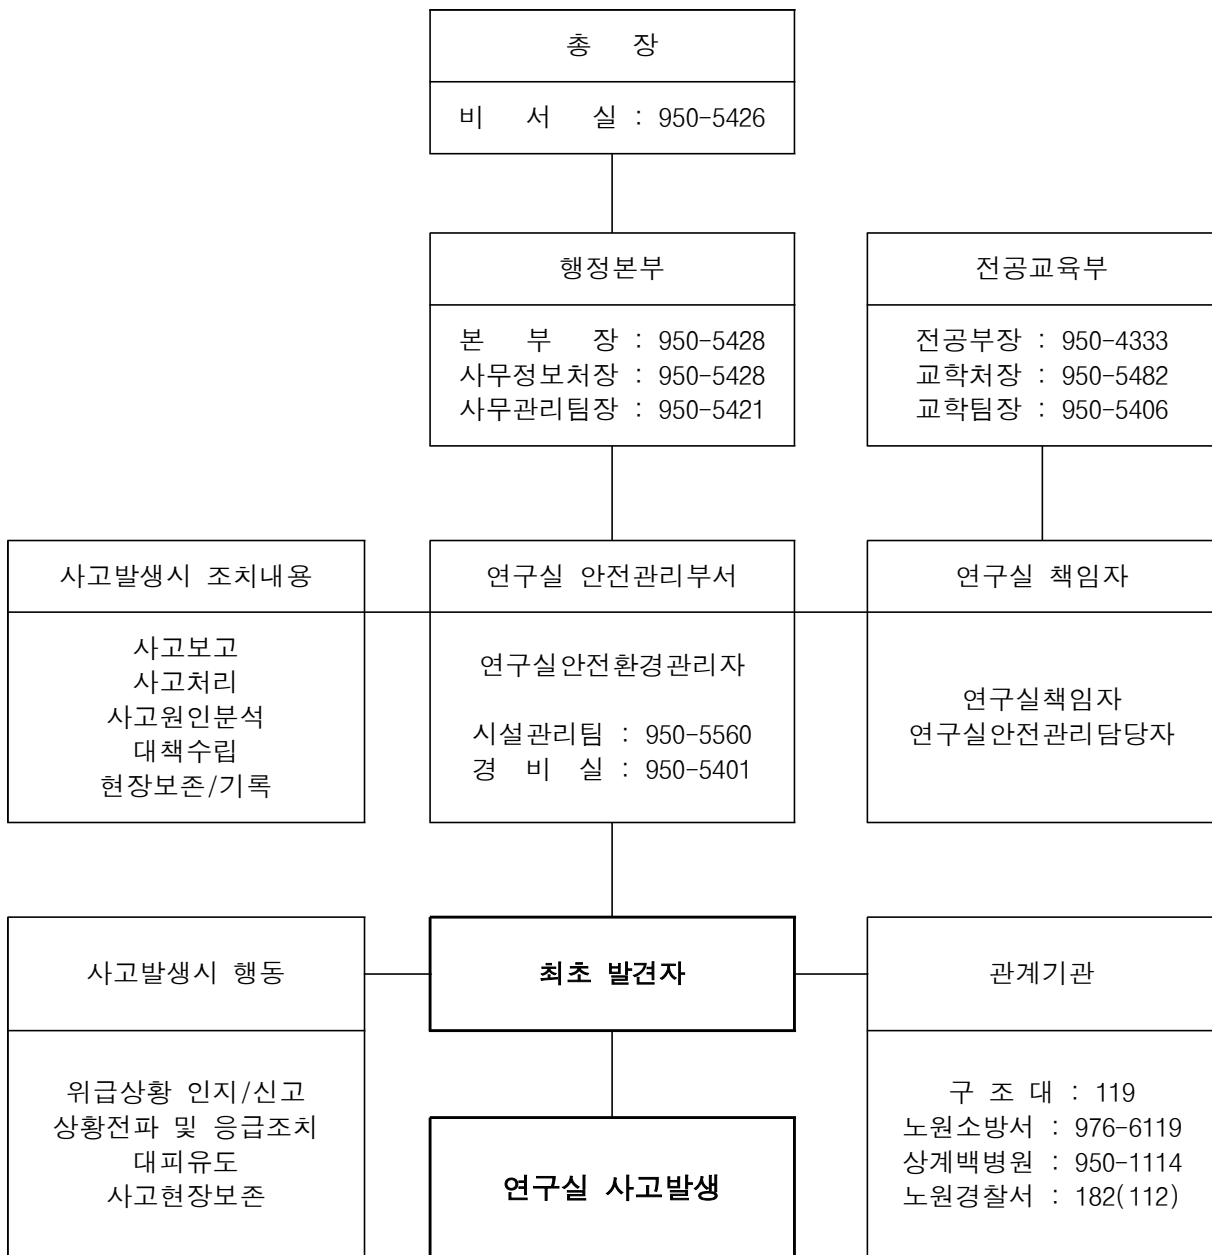 총 장
비 서 실 : 950-5426
행정본부
본 부 장 : 950-5428
사무정보처장 : 950-5428
사무관리팀장 : 950-5421
전공교육부
전공부장 : 950-4333
교학처장 : 950-5482
교학팀장 : 950-5406
사고발생시 조치내용
사고보고
사고처리
사고원인분석
대책수립
현장보존/기록
연구실 안전관리부서
연구실안전환경관리자
시설관리팀 : 950-5560
경 비 실 : 950-5401
연구실 책임자
연구실책임자
연구실안전관리담당자
사고발생시 행동
위급상황 인지/신고
상황전파 및 응급조치
대피유도
사고현장보존
최초 발견자
연구실 사고발생
관계기관
구 조 대 : 119
노원소방서 : 976-6119
상계백병원 : 950-1114
노원경찰서 : 182(112)